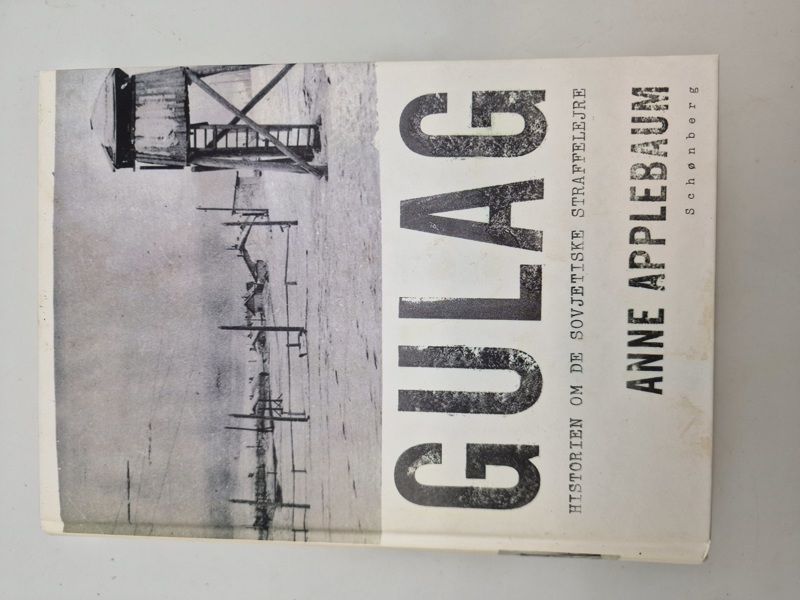 GULAG
HISTORIEN OM DE SOVJETISKE STRAFFELEJRE
ANNE APPLEBAUM
Schønberg